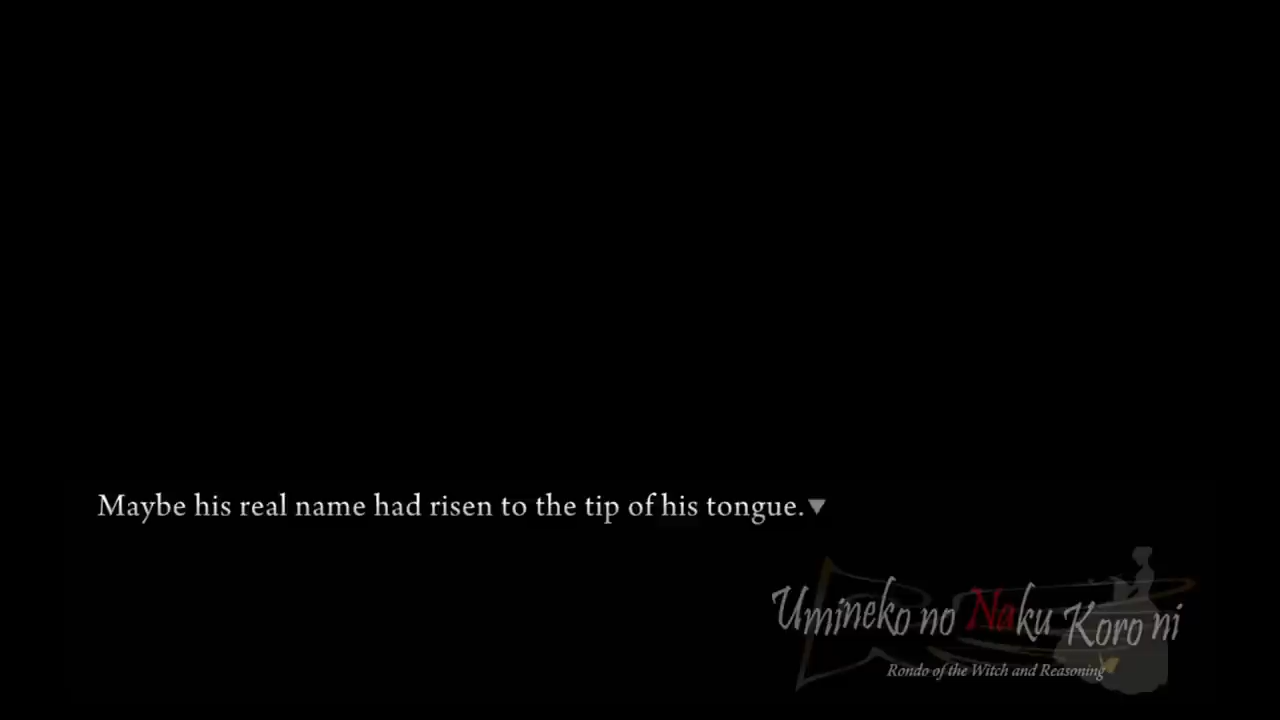 Maybe his real name had risen to the tip of his tongue.
Umineko no Naku Koro ni
Rondo of the Witch and Reasoning